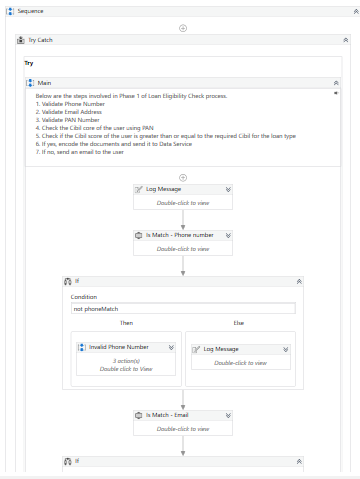 Sequence
Try Catch
Try
Main
Below are the steps involved in Phase 1 of Loan Eligibility Check process.
1. Validate Phone Number
2. Validate Email Address
3. Validate PAN Number
4. Check the Cibil core of the user using PAN
5. Check if the Cibil score of the user is greater than or equal to the required Cibil for the loan type
6. If yes, encode the documents and send it to Data Service
7. If no, send an email to the user
Log Message
Double-click to view
Is Match - Phone number
Double-click to view
If
Condition
not phoneMatch
Then
Else
Invalid Phone Number
3 action(s)
Double click to View
Log Message
Double-click to view
Is Match - Email
Double-click to view
If